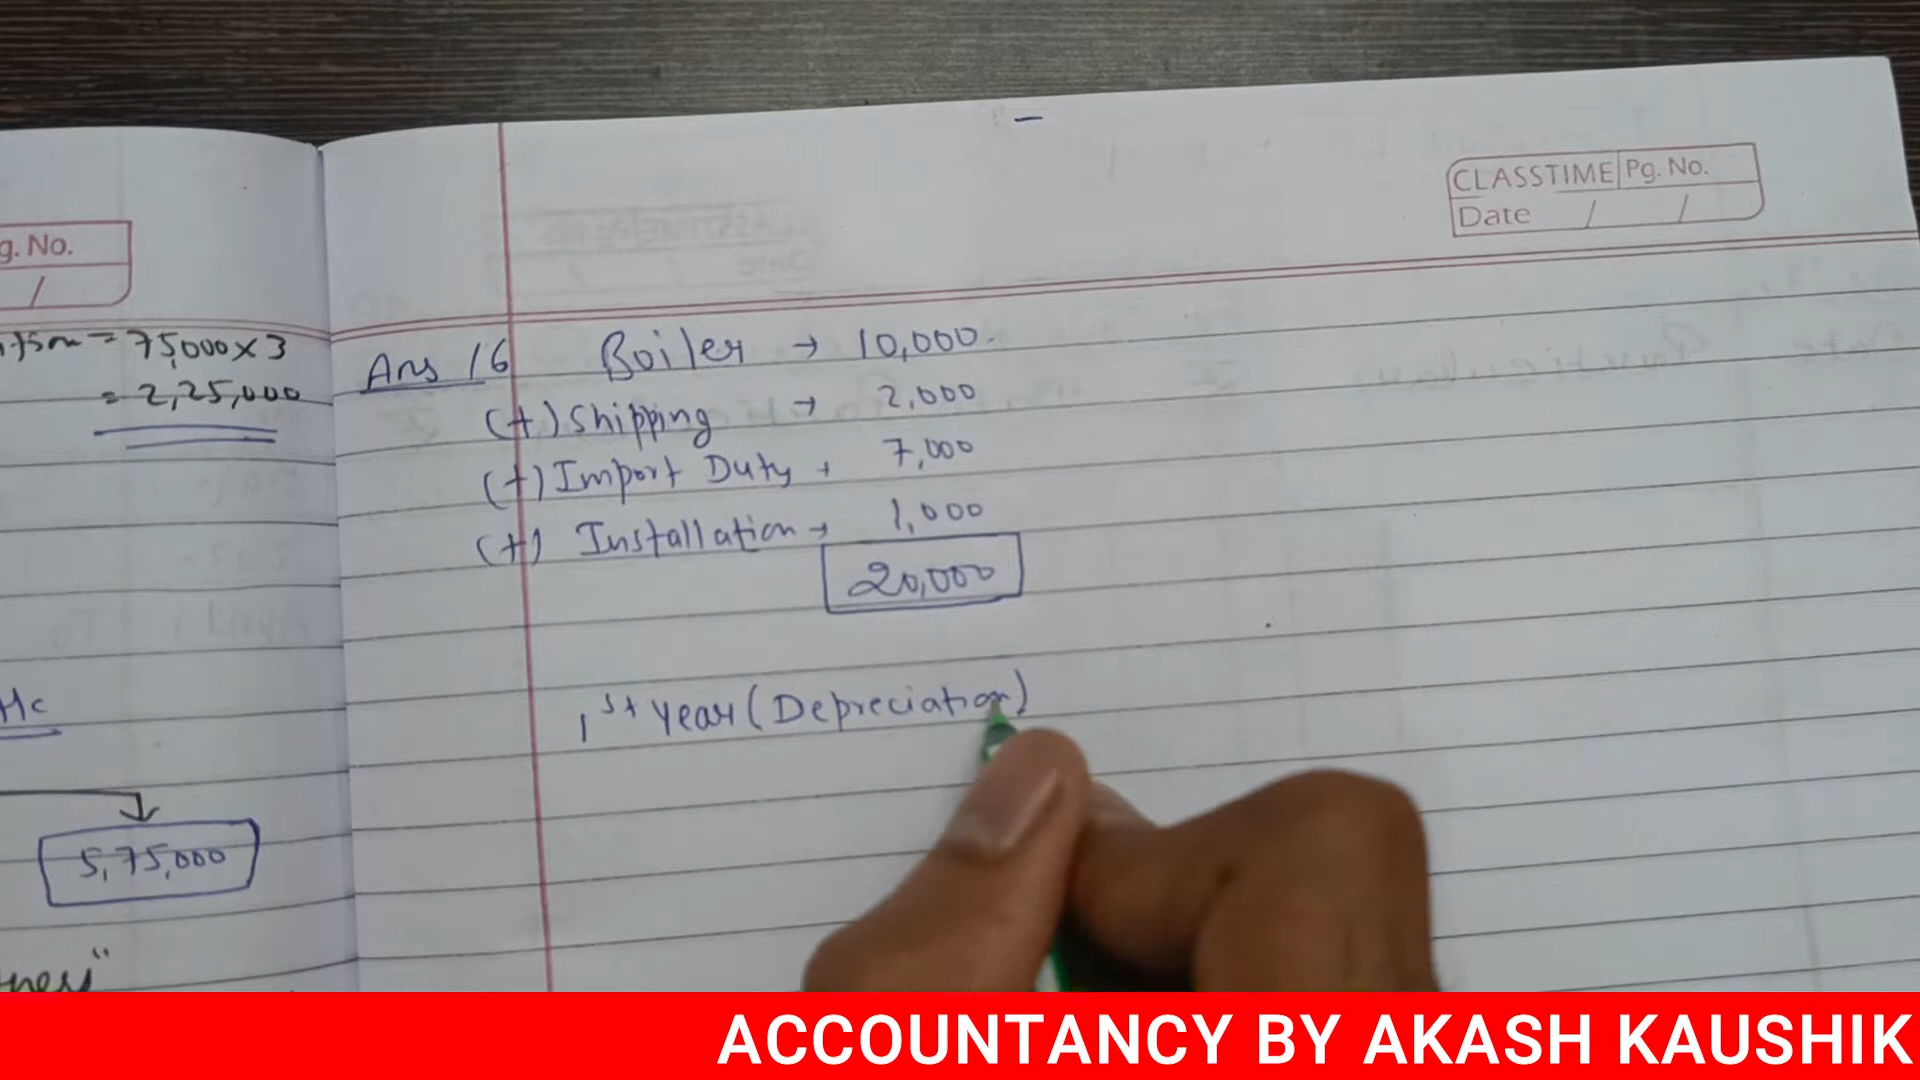 g. No.
/
= 75,000 x 3
= 2,25,000
5,75,000
CLASSTIME Pg. No.
Date / /
Ans 16 Boiler → 10,000.
(+) Shipping → 2,000
(+) Import Duty → 7,000
(+) Installation → 1,000
20,000
1st year (Depreciation)
ACCOUNTANCY BY AKASH KAUSHIK